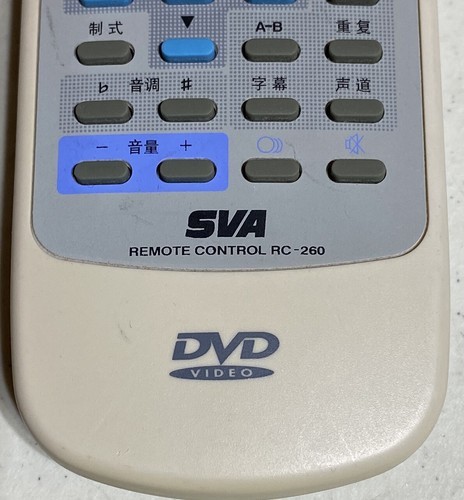 制式 ▼ A-B 重复
♭ 音调 ♯ 字幕 声道
− 音量 +
SVA
REMOTE CONTROL RC-260
DVD
VIDEO